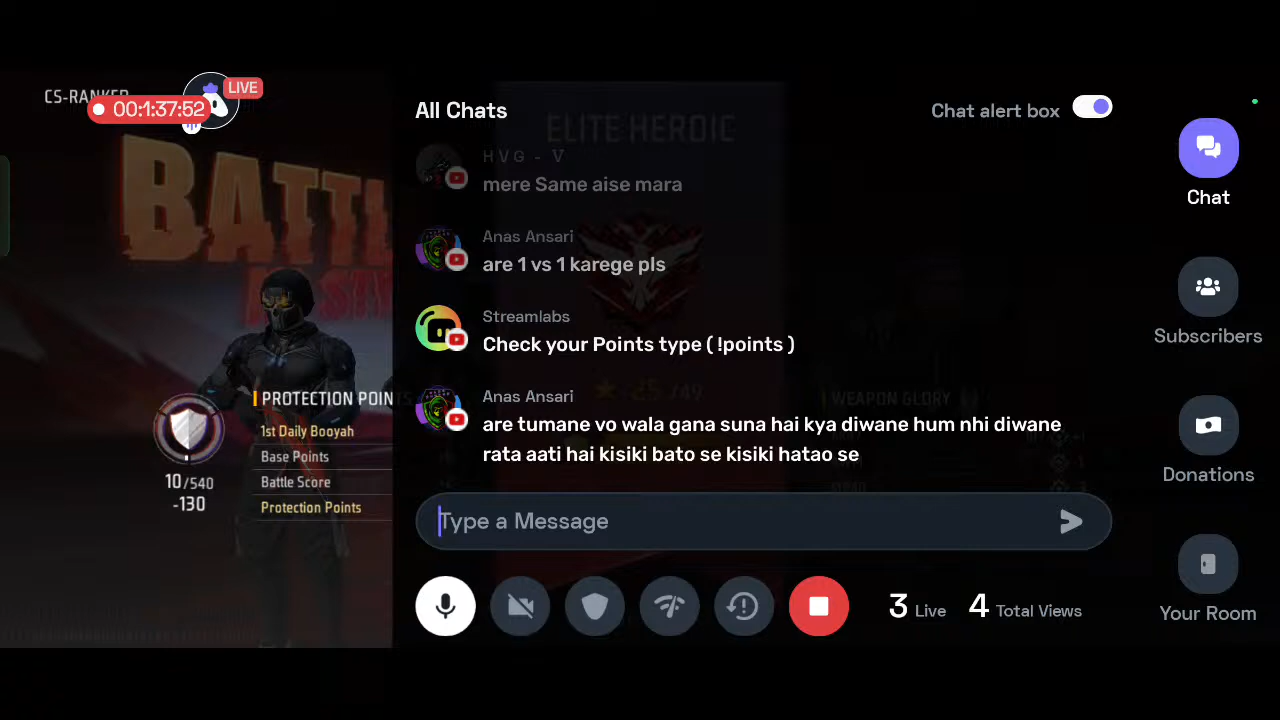 CS-RANKED
LIVE
00:1:37:52
All Chats
Chat alert box
ELITE HEROIC
BATTL
H V G - V
mere Same aise mara
Chat
Anas Ansari
are 1 vs 1 karege pls
Subscribers
Streamlabs
Check your Points type ( !points )
PROTECTION POINTS
1st Daily Booyah
Base Points
Battle Score
Protection Points
10/540
-130
/49
WEAPON GLORY
Anas Ansari
are tumane vo wala gana suna hai kya diwane hum nhi diwane
rata aati hai kisiki bato se kisiki hatao se
Donations
Type a Message
3 Live 4 Total Views
Your Room